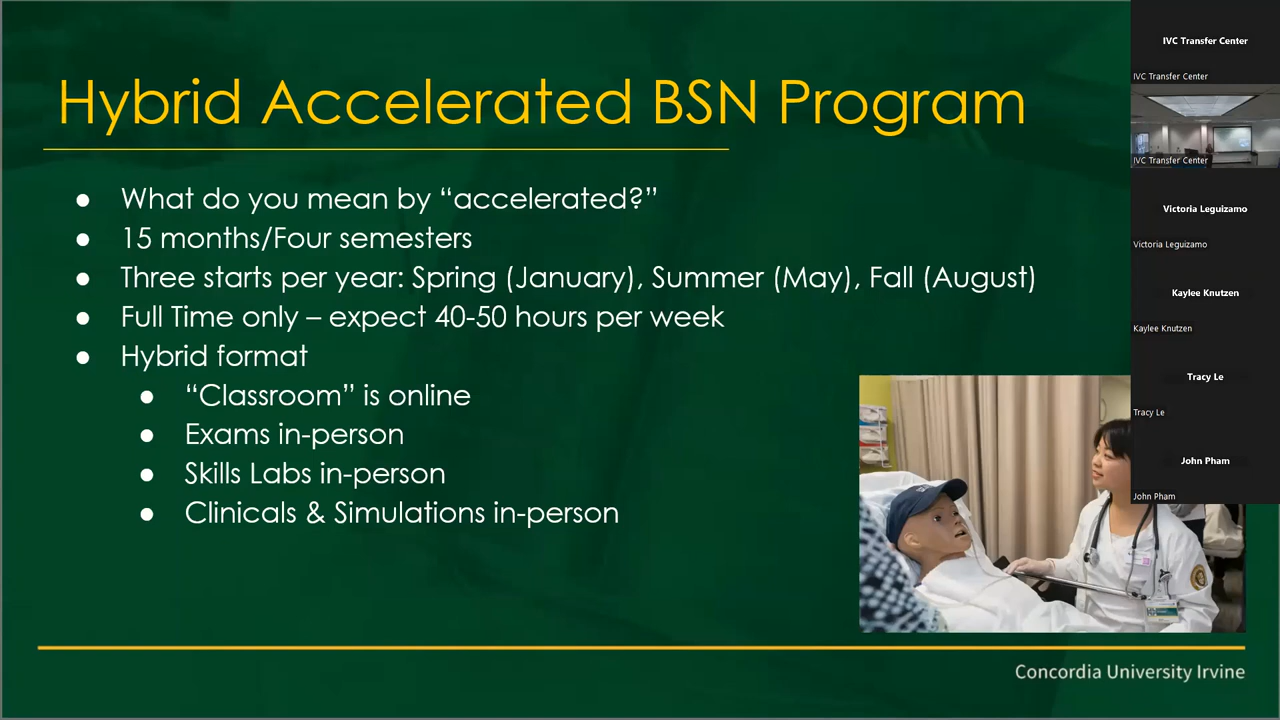 Hybrid Accelerated BSN Program
● What do you mean by “accelerated?”
● 15 months/Four semesters
● Three starts per year: Spring (January), Summer (May), Fall (August)
● Full Time only – expect 40-50 hours per week
● Hybrid format
● “Classroom” is online
● Exams in-person
● Skills Labs in-person
● Clinicals & Simulations in-person
Concordia University Irvine
IVC Transfer Center
IVC Transfer Center
IVC Transfer Center
Victoria Leguizamo
Victoria Leguizamo
Kaylee Knutzen
Kaylee Knutzen
Tracy Le
Tracy Le
John Pham
John Pham